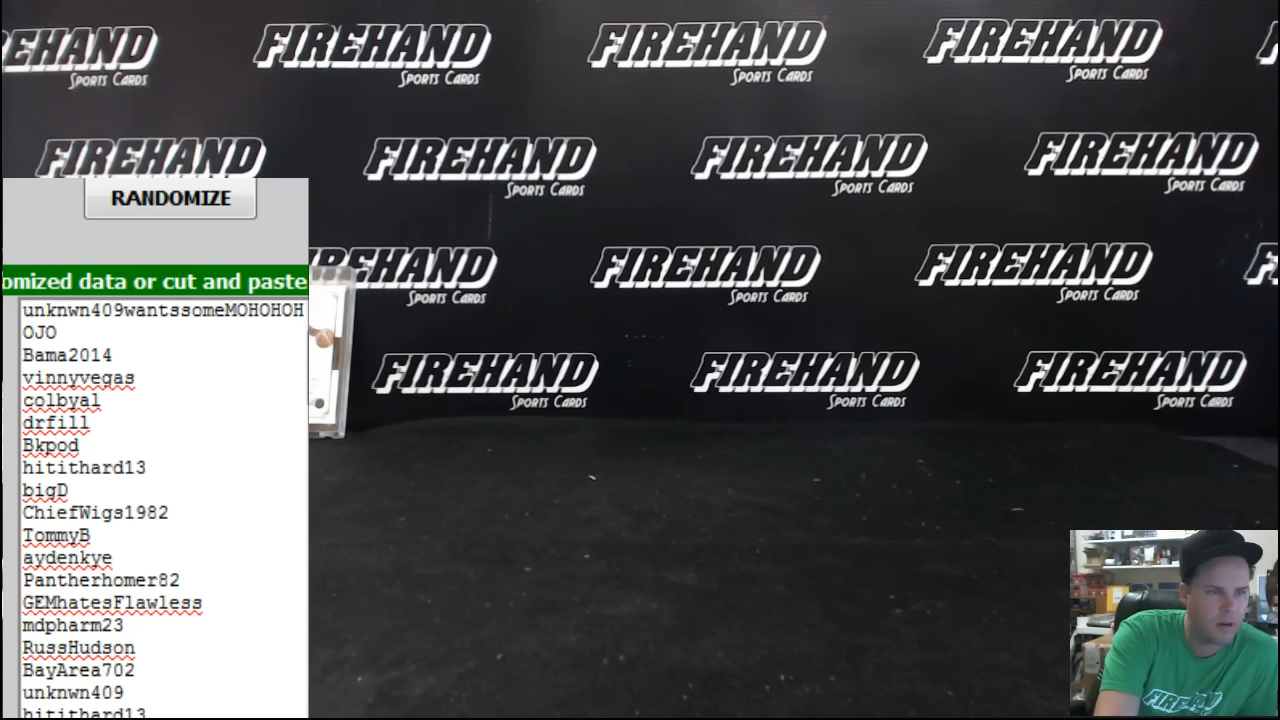 EHAND
Sports Cards
FIREHAND
Sports Cards
FIREHAND
Sports Cards
FIREHAND
Sports Cards
FIREHAND
FIREHAND
Sports Cards
FIREHAND
Sports Cards
FIREHAND
Sports Cards
FIREHAND
Sports Cards
FIREHAND
Sports Cards
FIREHAND
Sports Cards
FIREHAND
Sports Cards
FIREHAND
Sports Cards
FIREHAND
Sports Cards
RANDOMIZE
omized data or cut and paste
unknwn409wantssomeMOHOHOH
OJO
Bama2014
vinnyvegas
colbyal
drfill
Bkpod
hitithard13
bigD
ChiefWigs1982
TommyB
aydenkye
Pantherhomer82
GEMhatesFlawless
mdpharm23
RussHudson
BayArea702
unknwn409
hitithard13